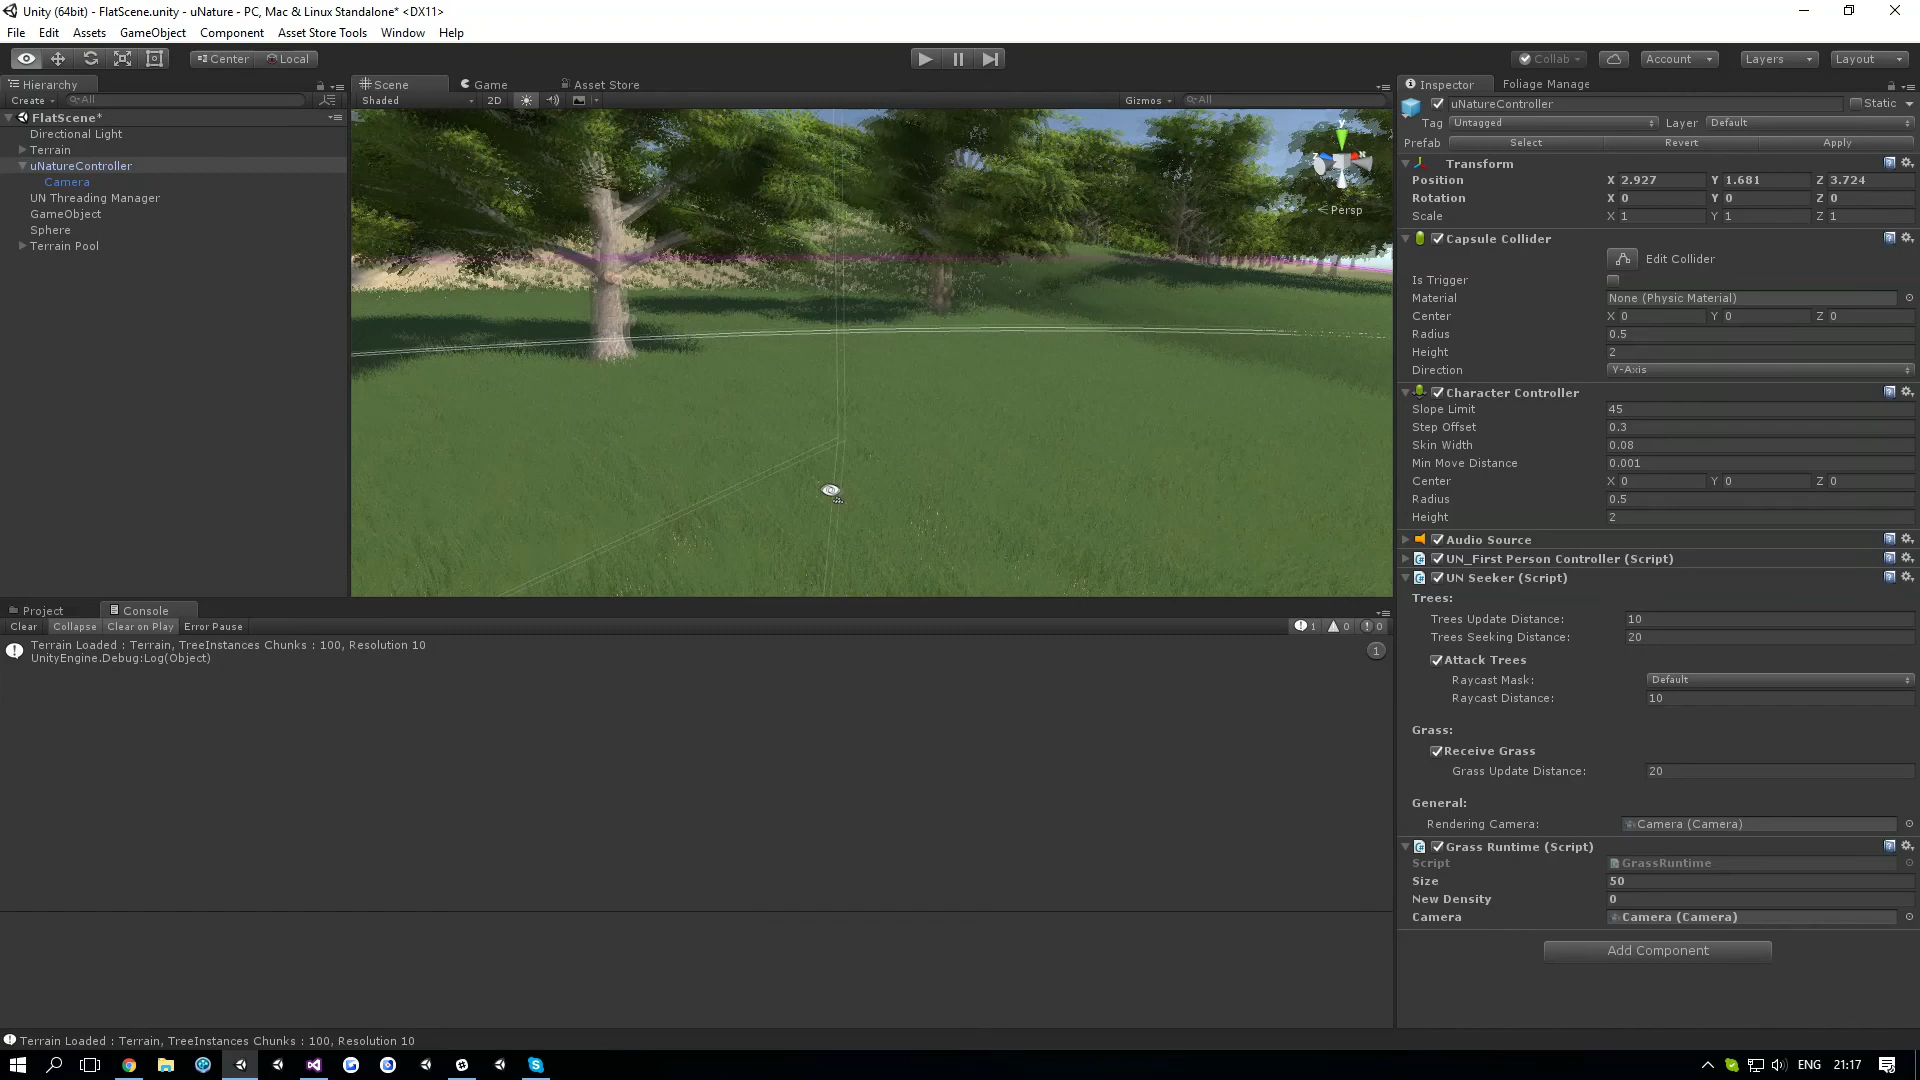 Unity (64bit) - FlatScene.unity - uNature - PC, Mac & Linux Standalone* <DX11>
File Edit Assets GameObject Component Asset Store Tools Window Help
Center Local Collab Account Layers Layout
Hierarchy
Create All
FlatScene*
Directional Light
Terrain
uNatureController
Camera
UN Threading Manager
GameObject
Sphere
Terrain Pool
Scene Game Asset Store
Shaded 2D Gizmos All
y
z x
Persp
Project Console
Clear Collapse Clear on Play Error Pause 1 0 0
Terrain Loaded : Terrain, TreeInstances Chunks : 100, Resolution 10
UnityEngine.Debug:Log(Object)
1
Inspector Foliage Manage
uNatureController Static
Tag Untagged Layer Default
Prefab Select Revert Apply
Transform
Position X 2.927 Y 1.681 Z 3.724
Rotation X 0 Y 0 Z 0
Scale X 1 Y 1 Z 1
Capsule Collider
Edit Collider
Is Trigger
Material None (Physic Material)
Center X 0 Y 0 Z 0
Radius 0.5
Height 2
Direction Y-Axis
Character Controller
Slope Limit 45
Step Offset 0.3
Skin Width 0.08
Min Move Distance 0.001
Center X 0 Y 0 Z 0
Radius 0.5
Height 2
Audio Source
UN_First Person Controller (Script)
UN Seeker (Script)
Trees:
Trees Update Distance: 10
Trees Seeking Distance: 20
Attack Trees
Raycast Mask: Default
Raycast Distance: 10
Grass:
Receive Grass
Grass Update Distance: 20
General:
Rendering Camera: Camera (Camera)
Grass Runtime (Script)
Script GrassRuntime
Size 50
New Density 0
Camera Camera (Camera)
Add Component
Terrain Loaded : Terrain, TreeInstances Chunks : 100, Resolution 10
ENG 21:17